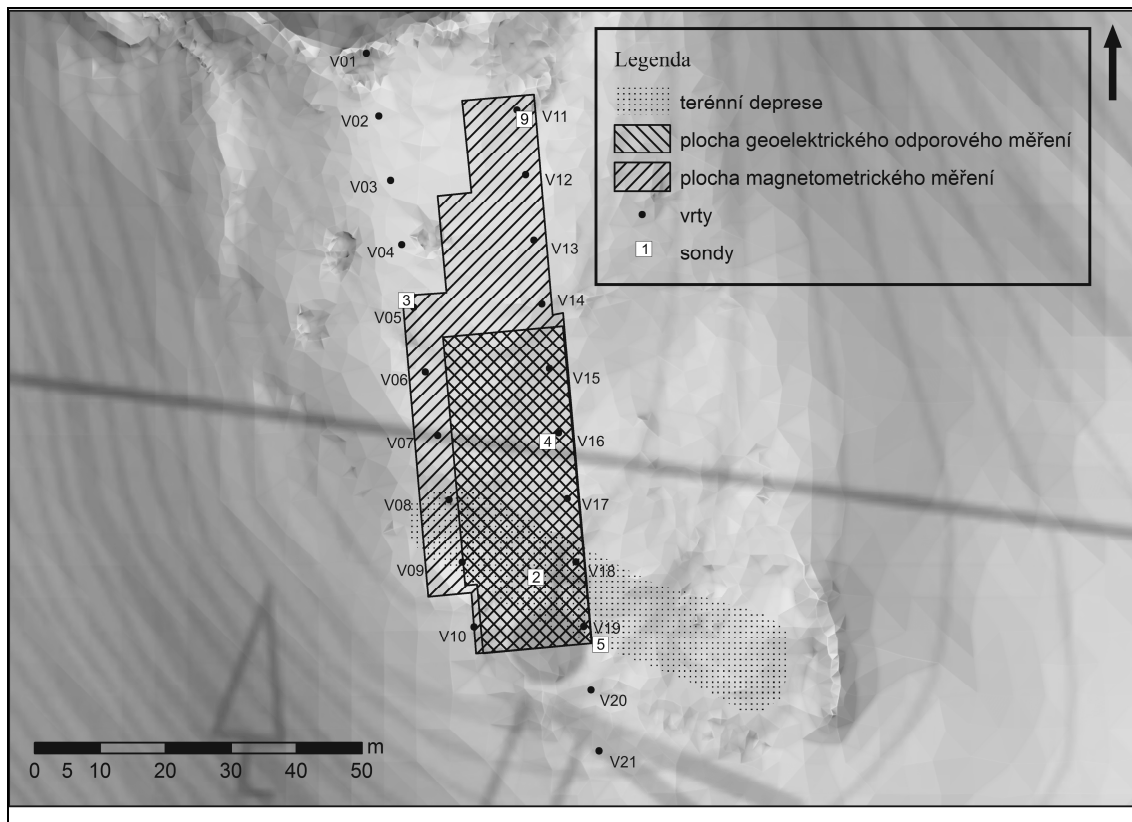 V01
V02
V03
V04
V05
V06
V07
V08
V09
V10
V11
V12
V13
V14
V15
V16
V17
V18
V19
V20
V21
9
3
4
2
5
Legenda
terénní deprese
plocha geoelektrického odporového měření
plocha magnetometrického měření
vrty
1 sondy
m
0 5 10 20 30 40 50